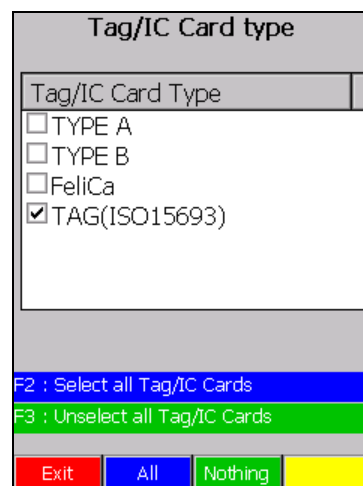 Tag/IC Card type
Tag/IC Card Type
TYPE A
TYPE B
FeliCa
TAG(ISO15693)
F2 : Select all Tag/IC Cards
F3 : Unselect all Tag/IC Cards
Exit All Nothing